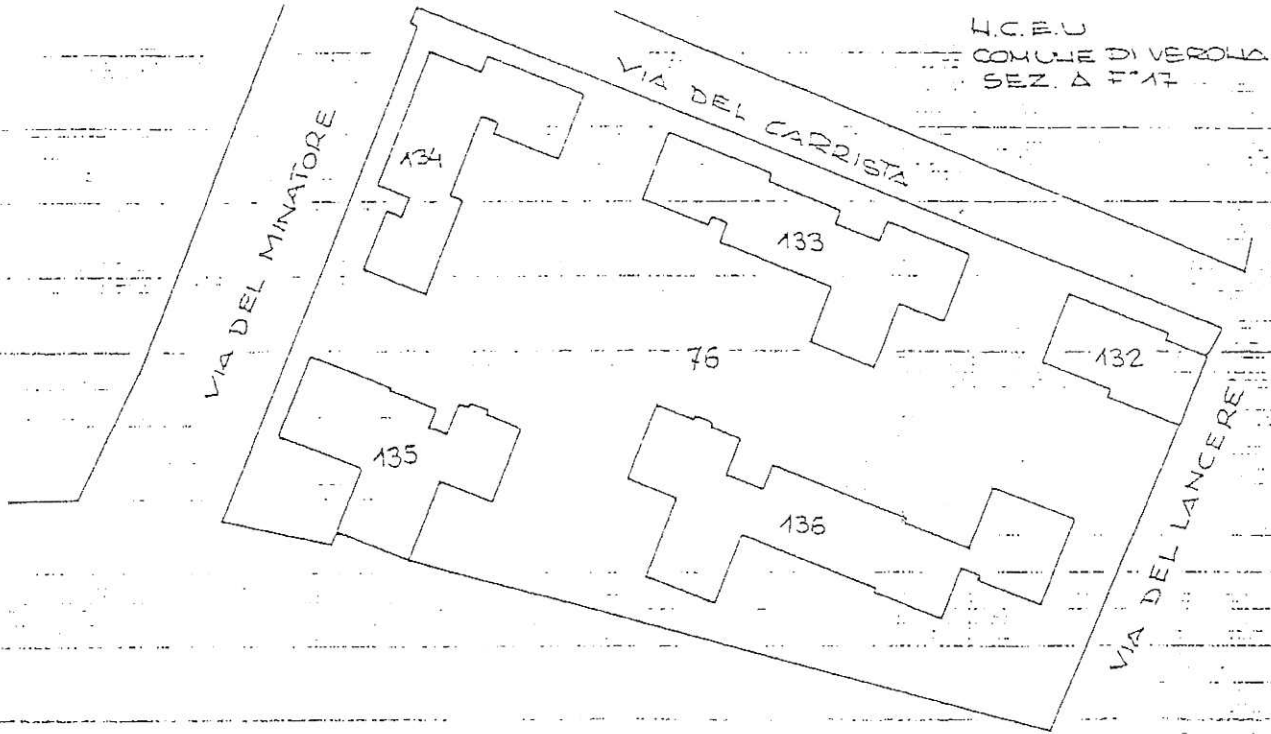 N.C.E.U
COMUNE DI VERONA
SEZ. A F° 17
VIA DEL CARRISTA
VIA DEL MINATORE
134
133
132
76
135
136
VIA DEL LANCERE